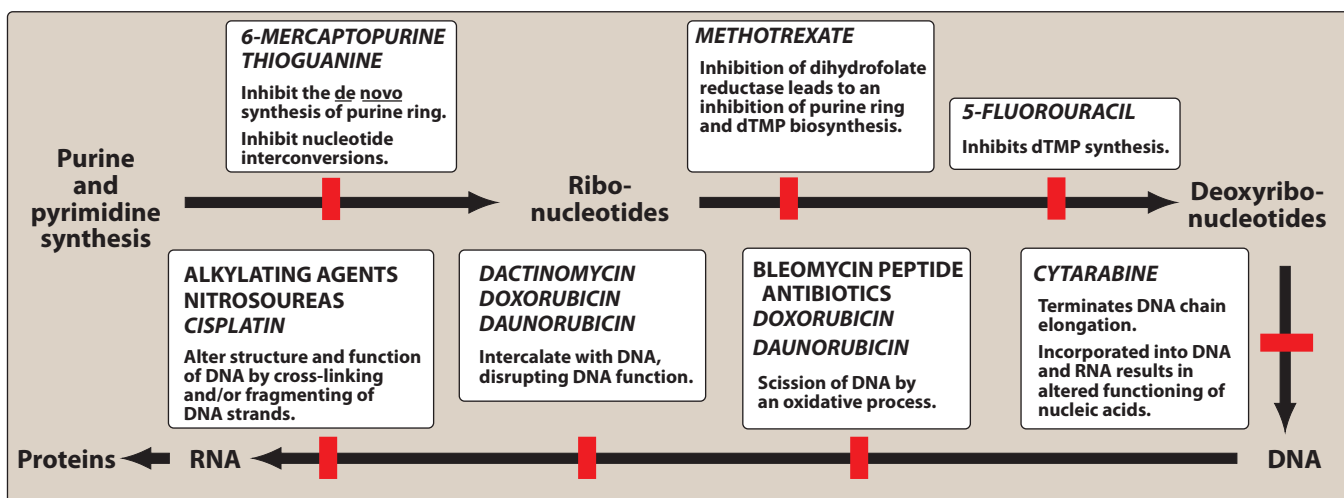 6-MERCAPTOPURINE
THIOGUANINE
Inhibit the de novo
synthesis of purine ring.
Inhibit nucleotide
interconversions.
METHOTREXATE
Inhibition of dihydrofolate
reductase leads to an
inhibition of purine ring
and dTMP biosynthesis.
5-FLUOROURACIL
Inhibits dTMP synthesis.
Purine
and
pyrimidine
synthesis
Ribo-
nucleotides
Deoxyribo-
nucleotides
ALKYLATING AGENTS
NITROSOUREAS
CISPLATIN
Alter structure and function
of DNA by cross-linking
and/or fragmenting of
DNA strands.
DACTINOMYCIN
DOXORUBICIN
DAUNORUBICIN
Intercalate with DNA,
disrupting DNA function.
BLEOMYCIN PEPTIDE
ANTIBIOTICS
DOXORUBICIN
DAUNORUBICIN
Scission of DNA by
an oxidative process.
CYTARABINE
Terminates DNA chain
elongation.
Incorporated into DNA
and RNA results in
altered functioning of
nucleic acids.
Proteins
RNA
DNA